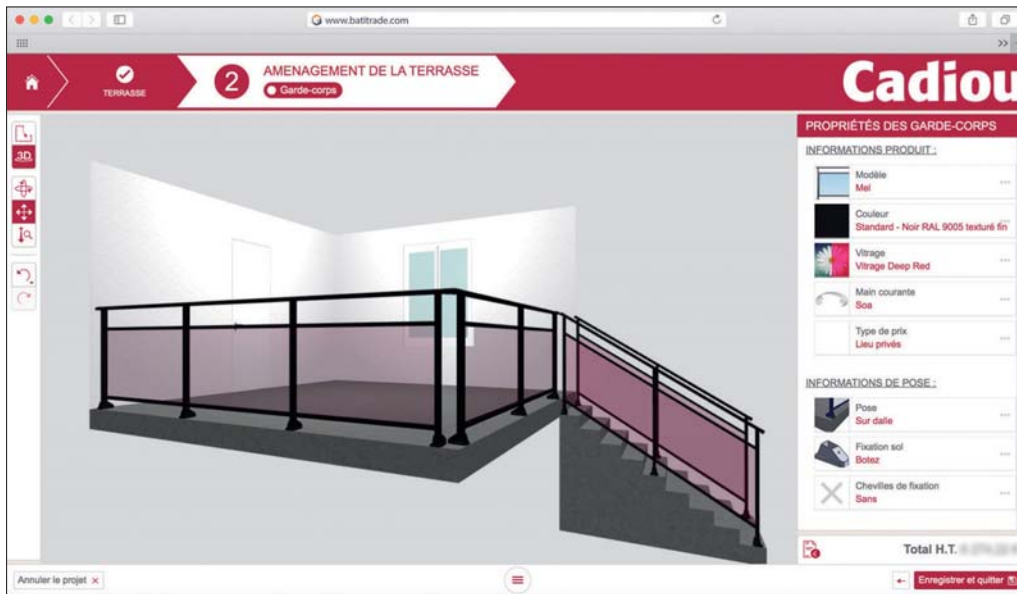 www.batitrade.com
TERRASSE
2
AMENAGEMENT DE LA TERRASSE
Garde-corps
Cadiou
3D
PROPRIÉTÉS DES GARDE-CORPS
INFORMATIONS PRODUIT :
Modèle
Mel
Couleur
Standard - Noir RAL 9005 texturé fin
Vitrage
Vitrage Deep Red
Main courante
Soa
Type de prix
Lieu privés
INFORMATIONS DE POSE :
Pose
Sur dalle
Fixation sol
Botez
Chevilles de fixation
Sans
Total H.T.
Annuler le projet
Enregistrer et quitter